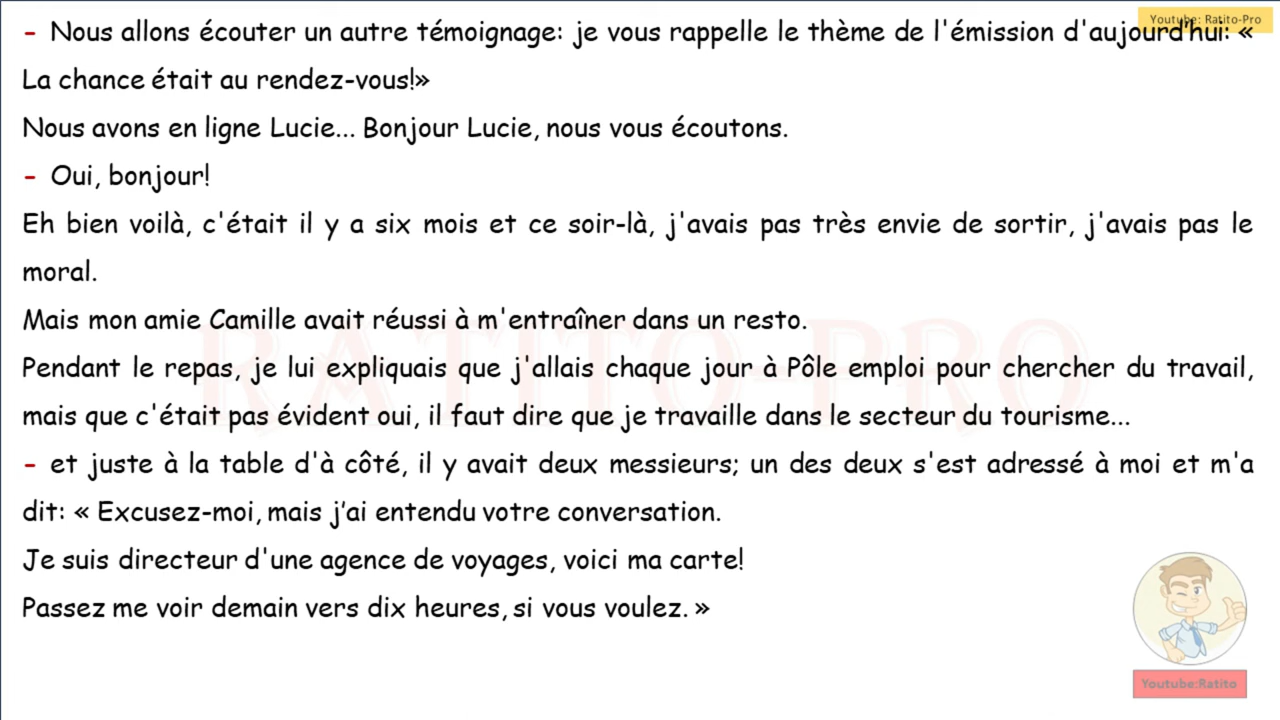 Youtube: Ratito-Pro
- Nous allons écouter un autre témoignage: je vous rappelle le thème de l'émission d'aujourd'hui: «
La chance était au rendez-vous!»
Nous avons en ligne Lucie... Bonjour Lucie, nous vous écoutons.
- Oui, bonjour!
Eh bien voilà, c'était il y a six mois et ce soir-là, j'avais pas très envie de sortir, j'avais pas le
moral.
Mais mon amie Camille avait réussi à m'entraîner dans un resto.
RATITO-PRO
Pendant le repas, je lui expliquais que j'allais chaque jour à Pôle emploi pour chercher du travail,
mais que c'était pas évident oui, il faut dire que je travaille dans le secteur du tourisme...
- et juste à la table d'à côté, il y avait deux messieurs; un des deux s'est adressé à moi et m'a
dit: « Excusez-moi, mais j'ai entendu votre conversation.
Je suis directeur d'une agence de voyages, voici ma carte!
Passez me voir demain vers dix heures, si vous voulez. »
Youtube:Ratito